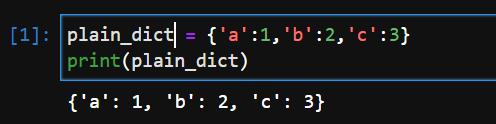 [1]: plain_dict = {'a':1,'b':2,'c':3}
print(plain_dict)
{'a': 1, 'b': 2, 'c': 3}